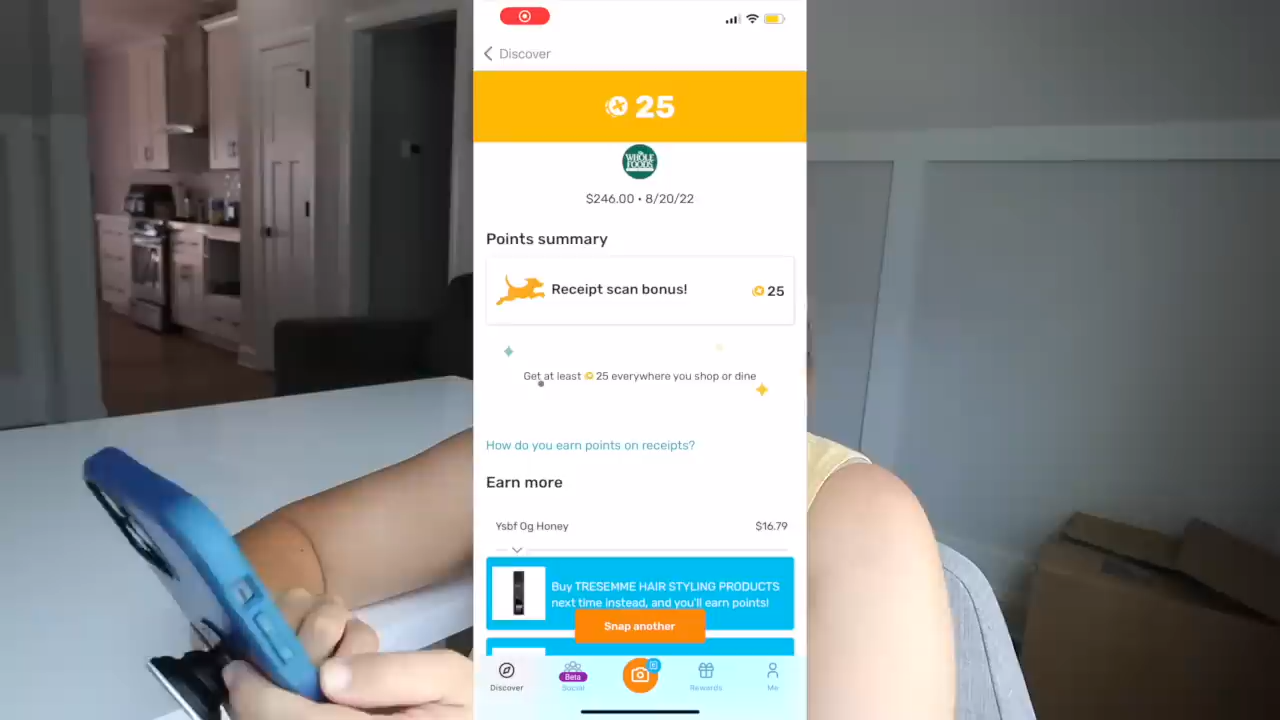 Discover
25
WHOLE
FOODS
$246.00 • 8/20/22
Points summary
Receipt scan bonus!
25
Get at least 25 everywhere you shop or dine
How do you earn points on receipts?
Earn more
Ysbf Og Honey
$16.79
Buy TRESEMME HAIR STYLING PRODUCTS
next time instead, and you'll earn points!
Snap another
Discover
Beta
Social
Rewards
Me